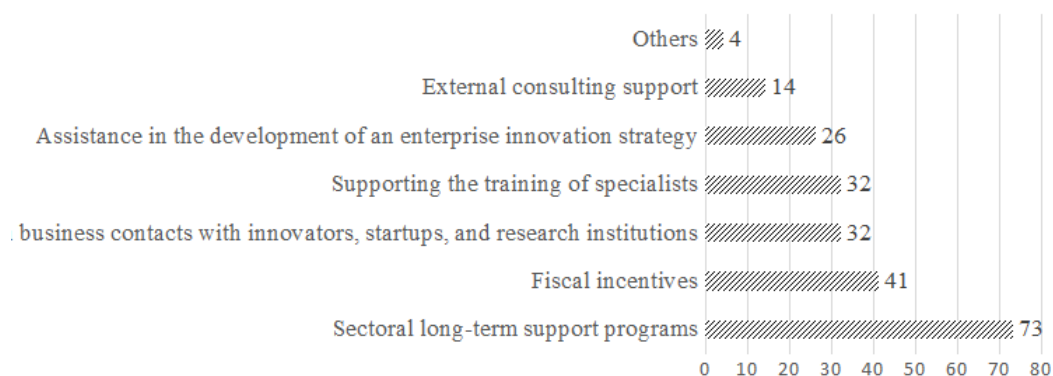 Others 4
External consulting support 14
Assistance in the development of an enterprise innovation strategy 26
Supporting the training of specialists 32
business contacts with innovators, startups, and research institutions 32
Fiscal incentives 41
Sectoral long-term support programs 73
0 10 20 30 40 50 60 70 80